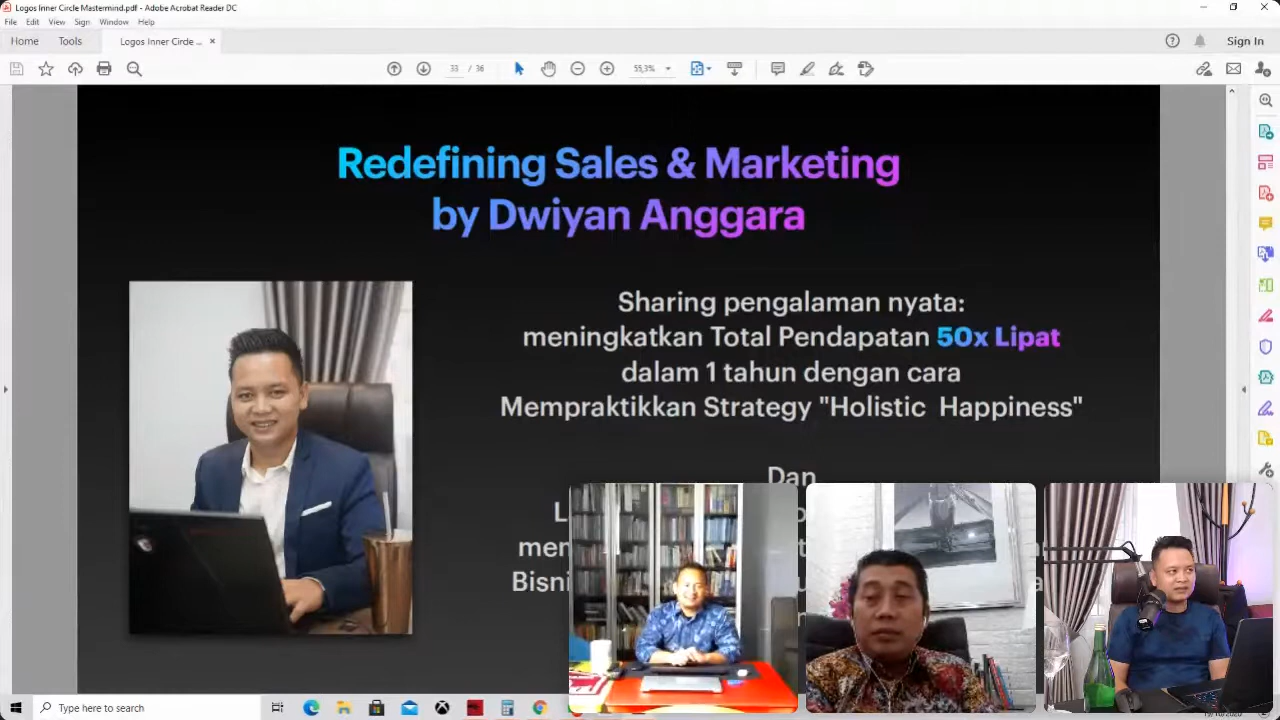 Logos Inner Circle Mastermind.pdf - Adobe Acrobat Reader DC
File Edit View Sign Window Help
Home Tools Logos Inner Circle ... ×
Sign In
33 / 36
55,3%
Redefining Sales & Marketing
by Dwiyan Anggara
Sharing pengalaman nyata:
meningkatkan Total Pendapatan 50x Lipat
dalam 1 tahun dengan cara
Mempraktikkan Strategy "Holistic Happiness"
Dan
L
men
Bisni
Type here to search